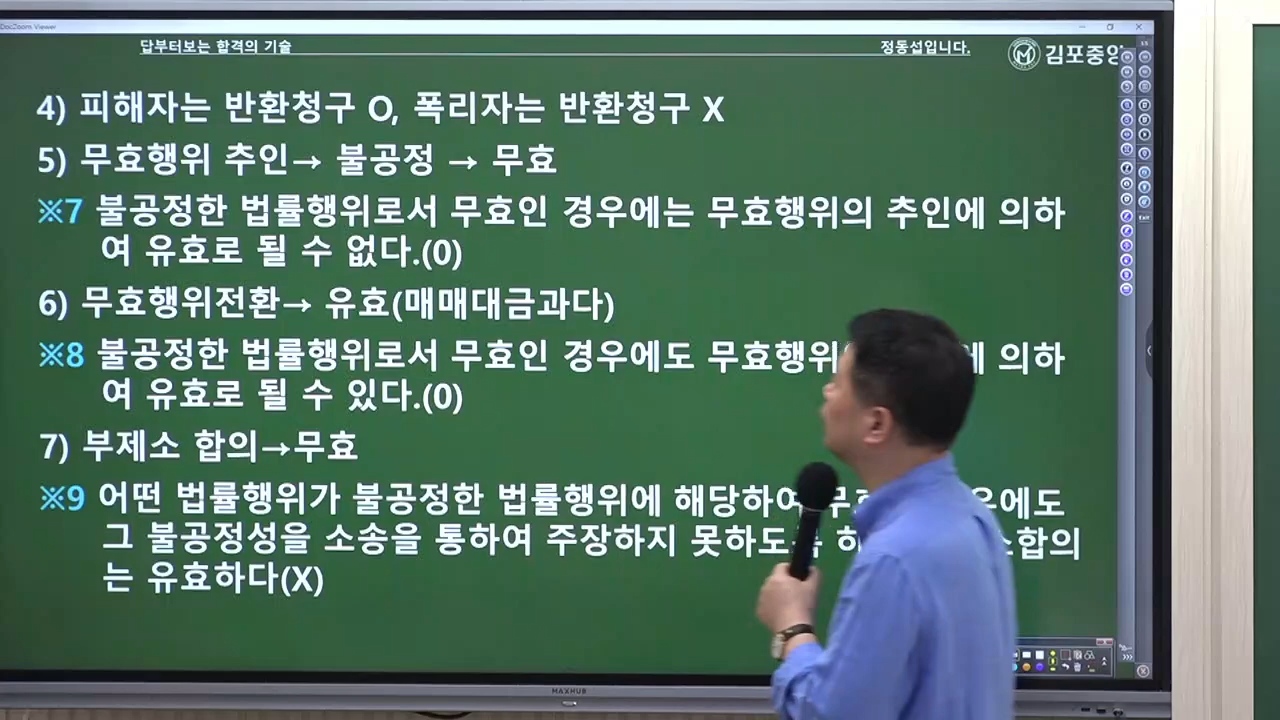 DocZoom Viewer
답부터보는 합격의 기술
정동섭입니다.
김포중앙
4) 피해자는 반환청구 O, 폭리자는 반환청구 X
5) 무효행위 추인→ 불공정 → 무효
※7 불공정한 법률행위로서 무효인 경우에는 무효행위의 추인에 의하
여 유효로 될 수 없다.(0)
6) 무효행위전환→ 유효(매매대금과다)
※8 불공정한 법률행위로서 무효인 경우에도 무효행위 에 의하
여 유효로 될 수 있다.(0)
7) 부제소 합의→무효
※9 어떤 법률행위가 불공정한 법률행위에 해당하여 우에도
그 불공정성을 소송을 통하여 주장하지 못하도록 합의
는 유효하다(X)
MAXHUB